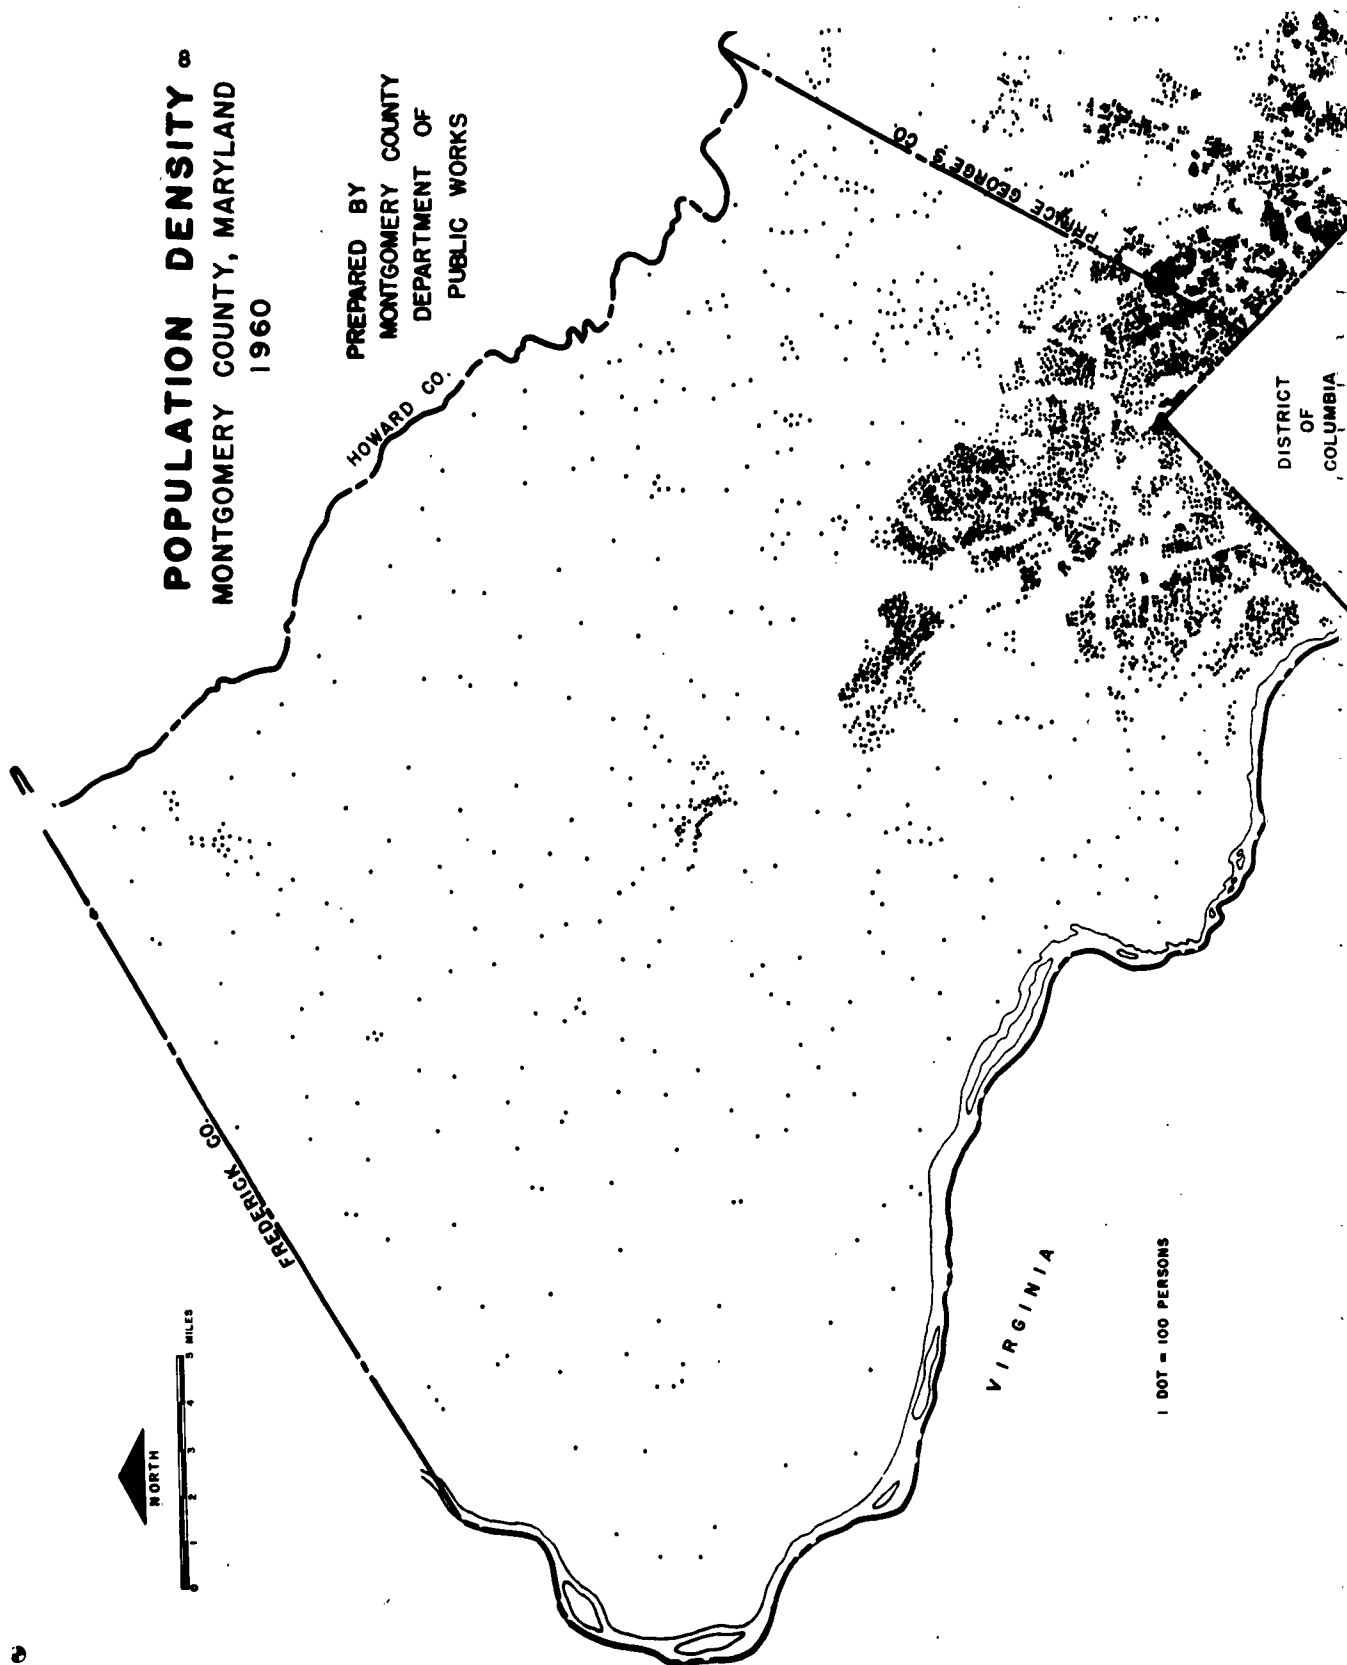 POPULATION DENSITY ∞
MONTGOMERY COUNTY, MARYLAND
1960
PREPARED BY
MONTGOMERY COUNTY
DEPARTMENT OF
PUBLIC WORKS
HOWARD CO.
PRINCE GEORGE'S CO.
FREDERICK CO.
NORTH
0 1 2 3 4 5 MILES
DISTRICT
OF
COLUMBIA
VIRGINIA
1 DOT = 100 PERSONS